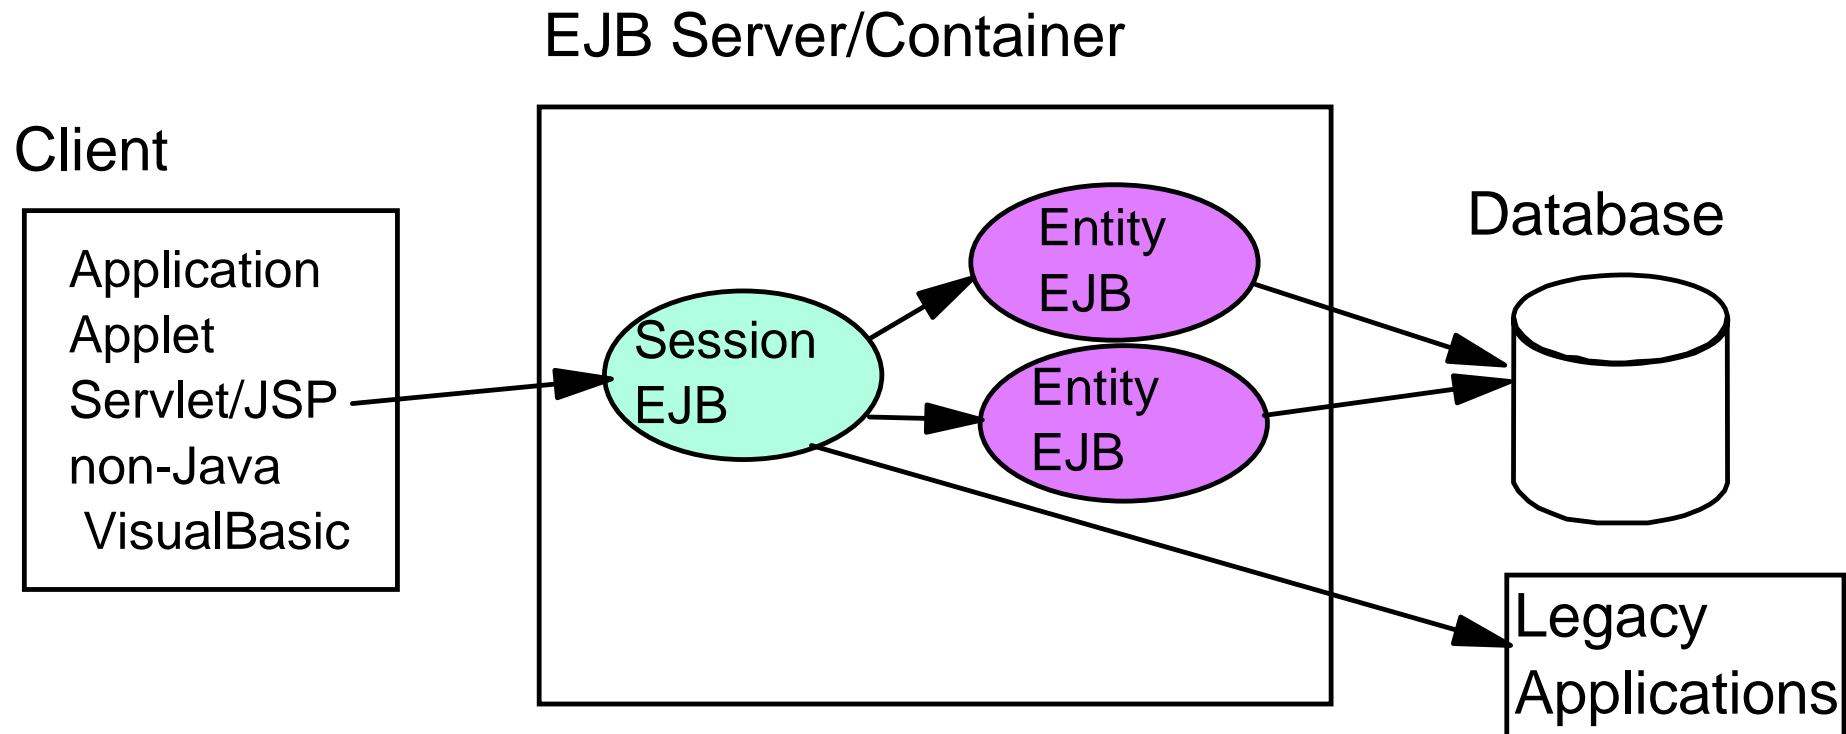 EJB Server/Container
Client
Application
Applet
Servlet/JSP
non-Java
VisualBasic
Session
EJB
Entity
EJB
Entity
EJB
Database
Legacy
Applications